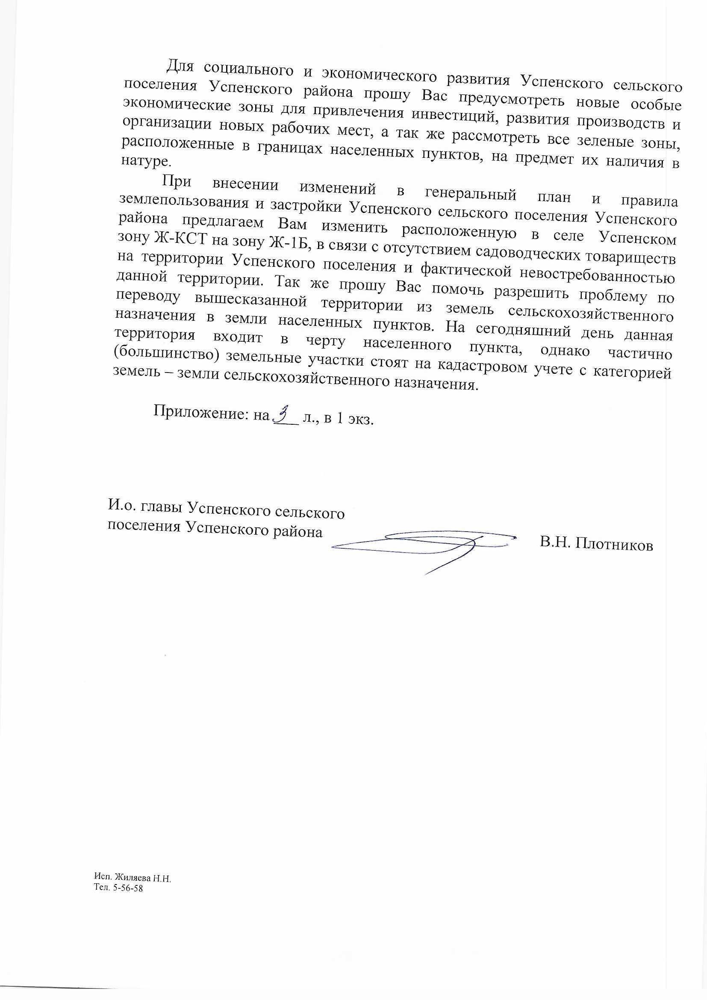 Для социального и экономического развития Успенского сельского
поселения Успенского района прошу Вас предусмотреть новые особые
экономические зоны для привлечения инвестиций, развития производств и
организации новых рабочих мест, а так же рассмотреть все зеленые зоны,
расположенные в границах населенных пунктов, на предмет их наличия в
натуре.
При внесении изменений в генеральный план и правила
землепользования и застройки Успенского сельского поселения Успенского
района предлагаем Вам изменить расположенную в селе Успенском
зону Ж-КСТ на зону Ж-1Б, в связи с отсутствием садоводческих товариществ
на территории Успенского поселения и фактической невостребованностью
данной территории. Так же прошу Вас помочь разрешить проблему по
переводу вышесказанной территории из земель сельскохозяйственного
назначения в земли населенных пунктов. На сегодняшний день данная
территория входит в черту населенного пункта, однако частично
(большинство) земельные участки стоят на кадастровом учете с категорией
земель – земли сельскохозяйственного назначения.
Приложение: на 3 л., в 1 экз.
И.о. главы Успенского сельского
поселения Успенского района
В.Н. Плотников
Исп. Жиляева Н.Н.
Тел. 5-56-58